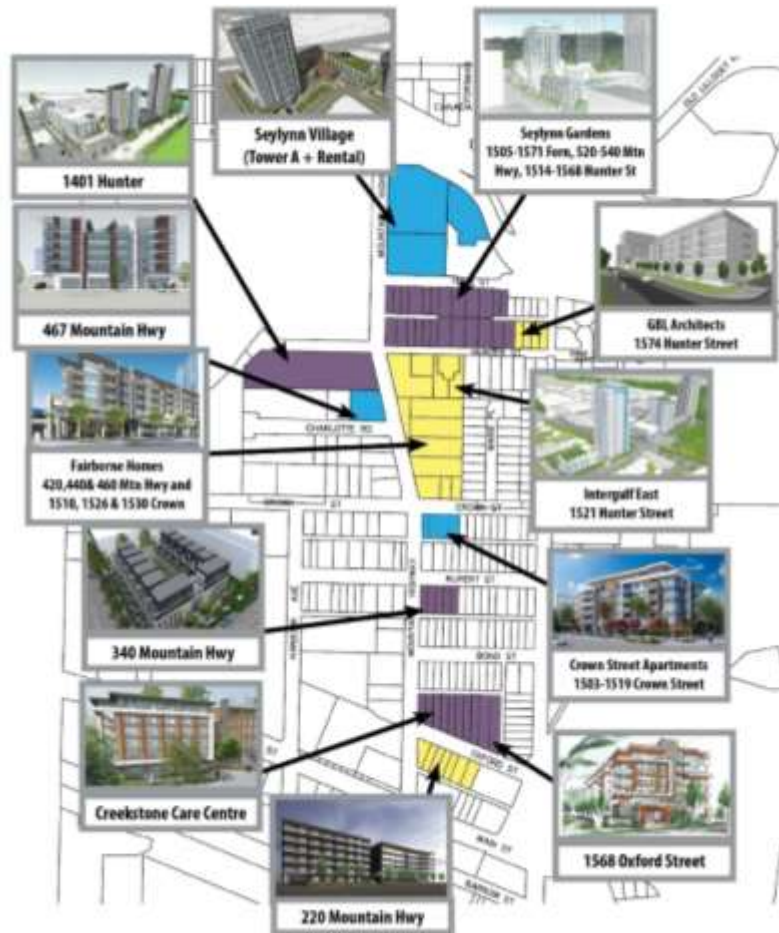 1401 Hunter
Seylynn Village
(Tower A + Rental)
Seylynn Gardens
1505-1571 Fern, 520-540 Mtn
Hwy, 1514-1568 Hunter St
467 Mountain Hwy
GBL Architects
1574 Hunter Street
Fairborne Homes
420,440& 460 Mtn Hwy and
1510, 1526 & 1530 Crown
Intergulf East
1521 Hunter Street
340 Mountain Hwy
Crown Street Apartments
1503-1519 Crown Street
Creekstone Care Centre
1568 Oxford Street
220 Mountain Hwy
CHARLOTTE RD
CROWN ST
RUPERT ST
BOND ST
OXFORD ST
MAIN ST